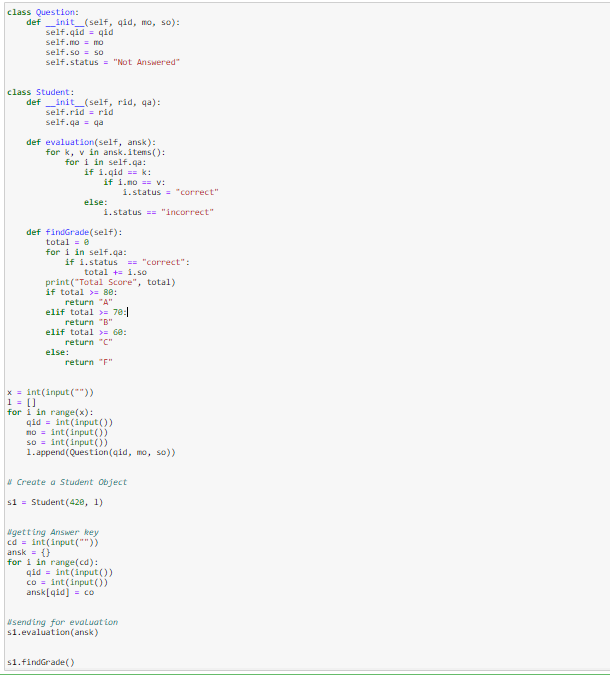 class Question:
    def __init__(self, qid, mo, so):
        self.qid = qid
        self.mo = mo
        self.so = so
        self.status = "Not Answered"
class Student:
    def __init__(self, rid, qa):
        self.rid = rid
        self.qa = qa
    def evaluation(self, ansk):
        for k, v in ansk.items():
            for i in self.qa:
                if i.qid == k:
                    if i.mo == v:
                        i.status = "correct"
                else:
                    i.status == "incorrect"
    def findGrade(self):
        total = 0
        for i in self.qa:
            if i.status  == "correct":
                total += i.so
        print("Total Score", total)
        if total >= 80:
            return "A"
        elif total >= 70:
            return "B"
        elif total >= 60:
            return "C"
        else:
            return "F"
x = int(input(""))
l = []
for i in range(x):
    qid = int(input())
    mo = int(input())
    so = int(input())
    l.append(Question(qid, mo, so))
# Create a Student Object
s1 = Student(420, l)
#getting Answer key
cd = int(input(""))
ansk = {}
for i in range(cd):
    qid = int(input())
    co = int(input())
    ansk[qid] = co
#sending for evaluation
s1.evaluation(ansk)
s1.findGrade()